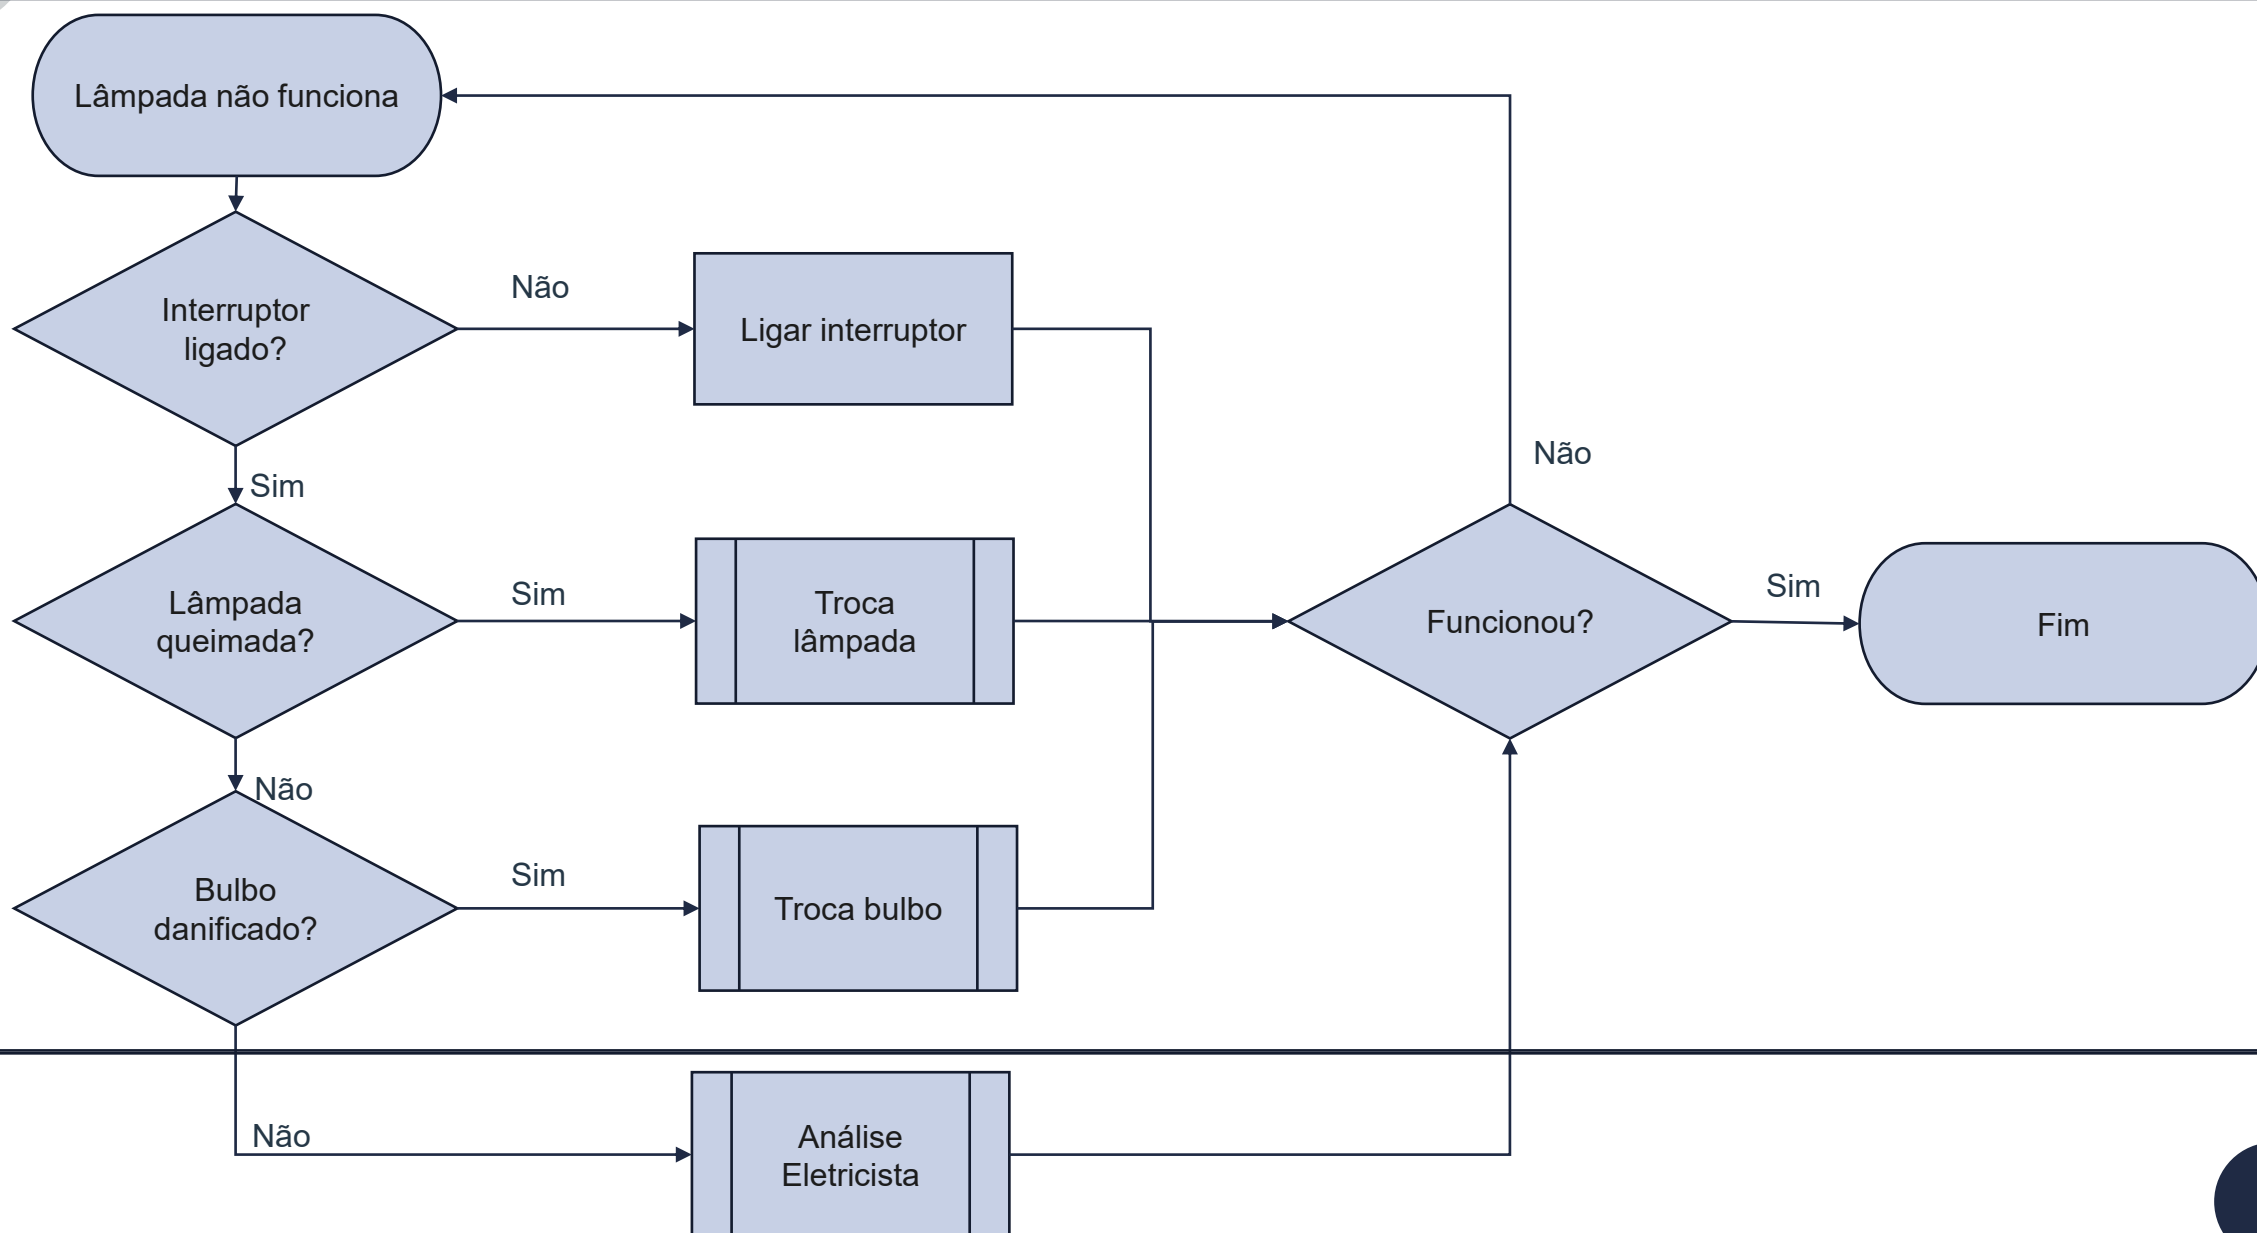 Lâmpada não funciona
Interruptor
ligado?
Não
Ligar interruptor
Sim
Não
Lâmpada
queimada?
Sim
Troca
lâmpada
Funcionou?
Sim
Fim
Não
Bulbo
danificado?
Sim
Troca bulbo
Não
Análise
Eletricista